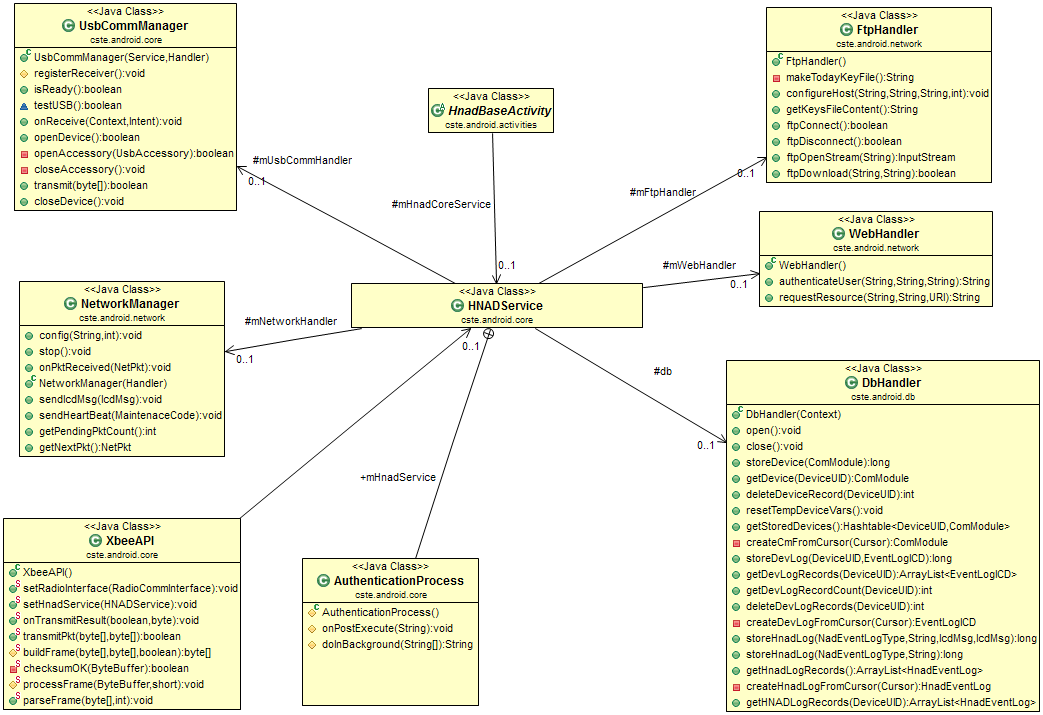 <<Java Class>>
UsbCommManager
cste.android.core
UsbCommManager(Service,Handler)
registerReceiver():void
isReady():boolean
testUSB():boolean
onReceive(Context,Intent):void
openDevice():boolean
openAccessory(UsbAccessory):boolean
closeAccessory():void
transmit(byte[]):boolean
closeDevice():void
<<Java Class>>
HnadBaseActivity
cste.android.activities
<<Java Class>>
FtpHandler
cste.android.network
FtpHandler()
makeTodayKeyFile():String
configureHost(String,String,String,int):void
getKeysFileContent():String
ftpConnect():boolean
ftpDisconnect():boolean
ftpOpenStream(String):InputStream
ftpDownload(String,String):boolean
#mUsbCommHandler
0..1
#mHnadCoreService
0..1
#mFtpHandler
0..1
<<Java Class>>
WebHandler
cste.android.network
WebHandler()
authenticateUser(String,String,String):String
requestResource(String,String,URI):String
#mWebHandler
0..1
<<Java Class>>
HNADService
cste.android.core
<<Java Class>>
NetworkManager
cste.android.network
config(String,int):void
stop():void
onPktReceived(NetPkt):void
NetworkManager(Handler)
sendIcdMsg(IcdMsg):void
sendHeartBeat(MaintenaceCode):void
getPendingPktCount():int
getNextPkt():NetPkt
#mNetworkHandler
0..1
0..1
#db
0..1
+mHnadService
<<Java Class>>
DbHandler
cste.android.db
DbHandler(Context)
open():void
close():void
storeDevice(ComModule):long
getDevice(DeviceUID):ComModule
deleteDeviceRecord(DeviceUID):int
resetTempDeviceVars():void
getStoredDevices():Hashtable<DeviceUID,ComModule>
createCmFromCursor(Cursor):ComModule
storeDevLog(DeviceUID,EventLogICD):long
getDevLogRecords(DeviceUID):ArrayList<EventLogICD>
getDevLogRecordCount(DeviceUID):int
deleteDevLogRecords(DeviceUID):int
createDevLogFromCursor(Cursor):EventLogICD
storeHnadLog(NadEventLogType,String,IcdMsg,IcdMsg):long
storeHnadLog(NadEventLogType,String):long
getHnadLogRecords():ArrayList<HnadEventLog>
createHnadLogFromCursor(Cursor):HnadEventLog
getHNADLogRecords(DeviceUID):ArrayList<HnadEventLog>
<<Java Class>>
XbeeAPI
cste.android.core
XbeeAPI()
setRadioInterface(RadioCommInterface):void
setHnadService(HNADService):void
onTransmitResult(boolean,byte):void
transmitPkt(byte[],byte[]):boolean
buildFrame(byte[],byte[],boolean):byte[]
checksumOK(ByteBuffer):boolean
processFrame(ByteBuffer,short):void
parseFrame(byte[],int):void
<<Java Class>>
AuthenticationProcess
cste.android.core
AuthenticationProcess()
onPostExecute(String):void
doInBackground(String[]):String